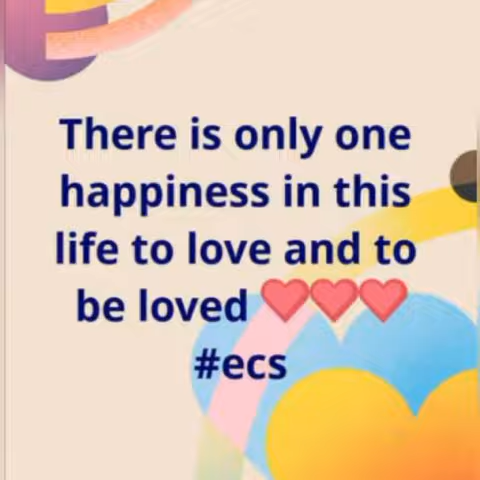 There is only one
happiness in this
life to love and to
be loved ❤❤❤
#ecs